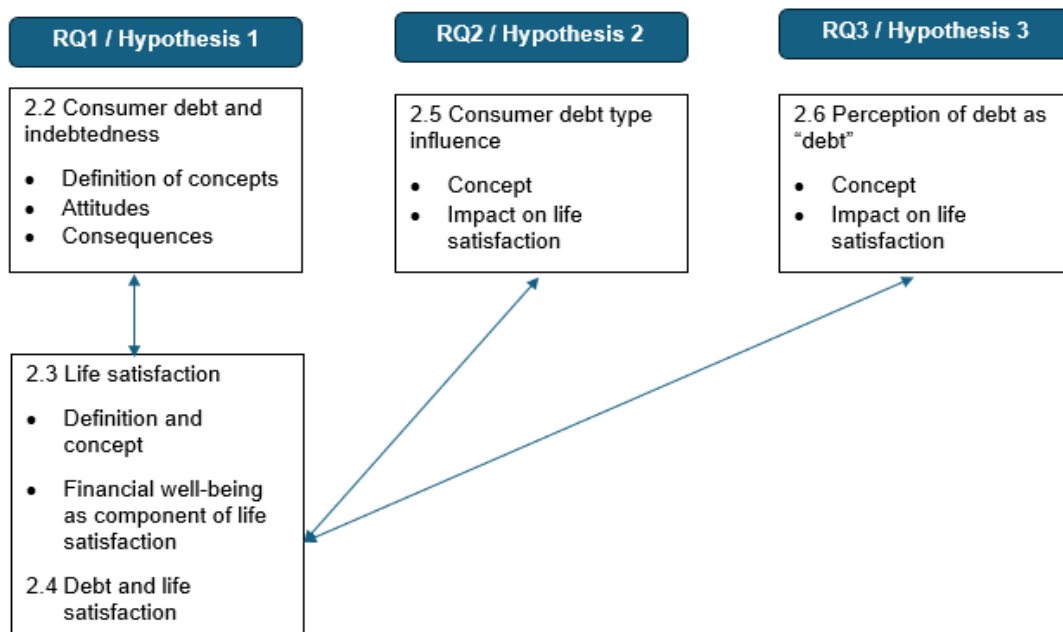 RQ1 / Hypothesis 1
2.2 Consumer debt and
indebtedness
• Definition of concepts
• Attitudes
• Consequences
2.3 Life satisfaction
• Definition and
concept
• Financial well-being
as component of life
satisfaction
2.4 Debt and life
satisfaction
RQ2 / Hypothesis 2
2.5 Consumer debt type
influence
• Concept
• Impact on life
satisfaction
RQ3 / Hypothesis 3
2.6 Perception of debt as
“debt”
• Concept
• Impact on life
satisfaction